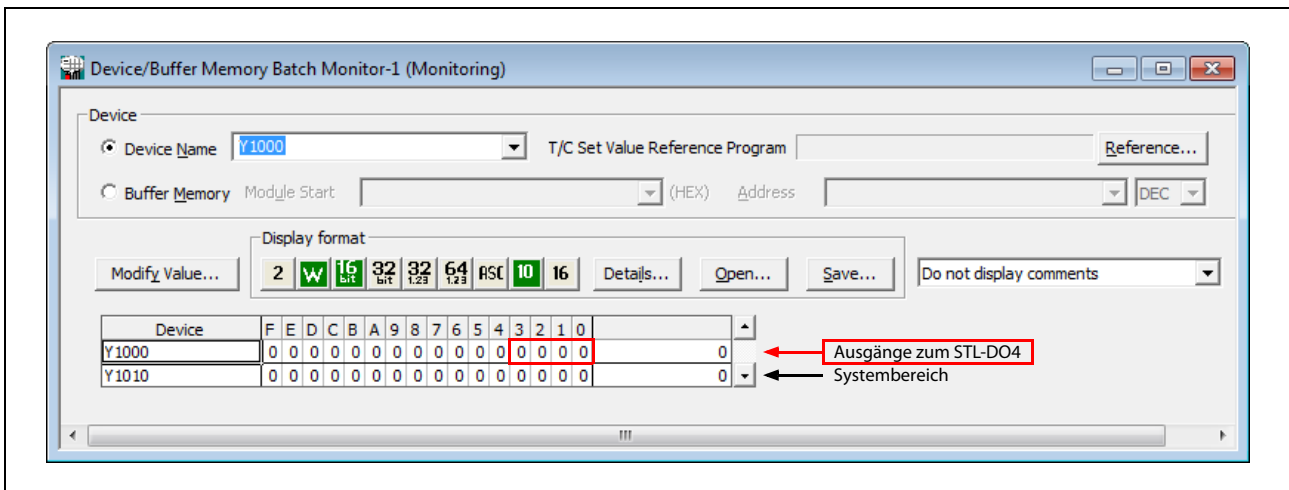 Device/Buffer Memory Batch Monitor-1 (Monitoring)
Device
Device Name Y1000 T/C Set Value Reference Program Reference...
Buffer Memory Module Start (HEX) Address DEC
Display format
Modify Value... 2 W 16 bit 32 bit 32 1.23 64 1.23 ASC 10 16 Details... Open... Save... Do not display comments
Device F E D C B A 9 8 7 6 5 4 3 2 1 0
Y1000 0 0 0 0 0 0 0 0 0 0 0 0 0 0 0 0 0 Ausgänge zum STL-DO4
Y1010 0 0 0 0 0 0 0 0 0 0 0 0 0 0 0 0 0 Systembereich